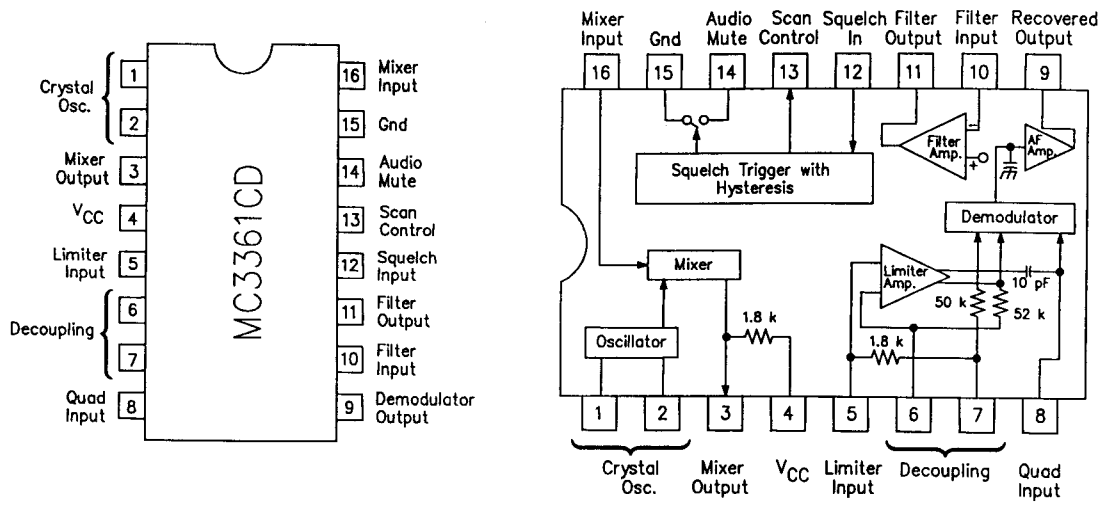 Crystal
Osc.
1
2
Mixer
Output
3
VCC
4
Limiter
Input
5
Decoupling
6
7
Quad
Input
8
MC3361CD
16
Mixer
Input
15
Gnd
14
Audio
Mute
13
Scan
Control
12
Squelch
Input
11
Filter
Output
10
Filter
Input
9
Demodulator
Output
Mixer
Input
Gnd
Audio
Mute
Scan
Control
Squelch
In
Filter
Output
Filter
Input
Recovered
Output
16
15
14
13
12
11
10
9
Squelch Trigger with
Hysteresis
Filter
Amp.
-
+
AF
Amp.
Demodulator
Mixer
Limiter
Amp.
10 pF
50 k
52 k
Oscillator
1.8 k
1.8 k
1
2
3
4
5
6
7
8
Crystal
Osc.
Mixer
Output
VCC
Limiter
Input
Decoupling
Quad
Input